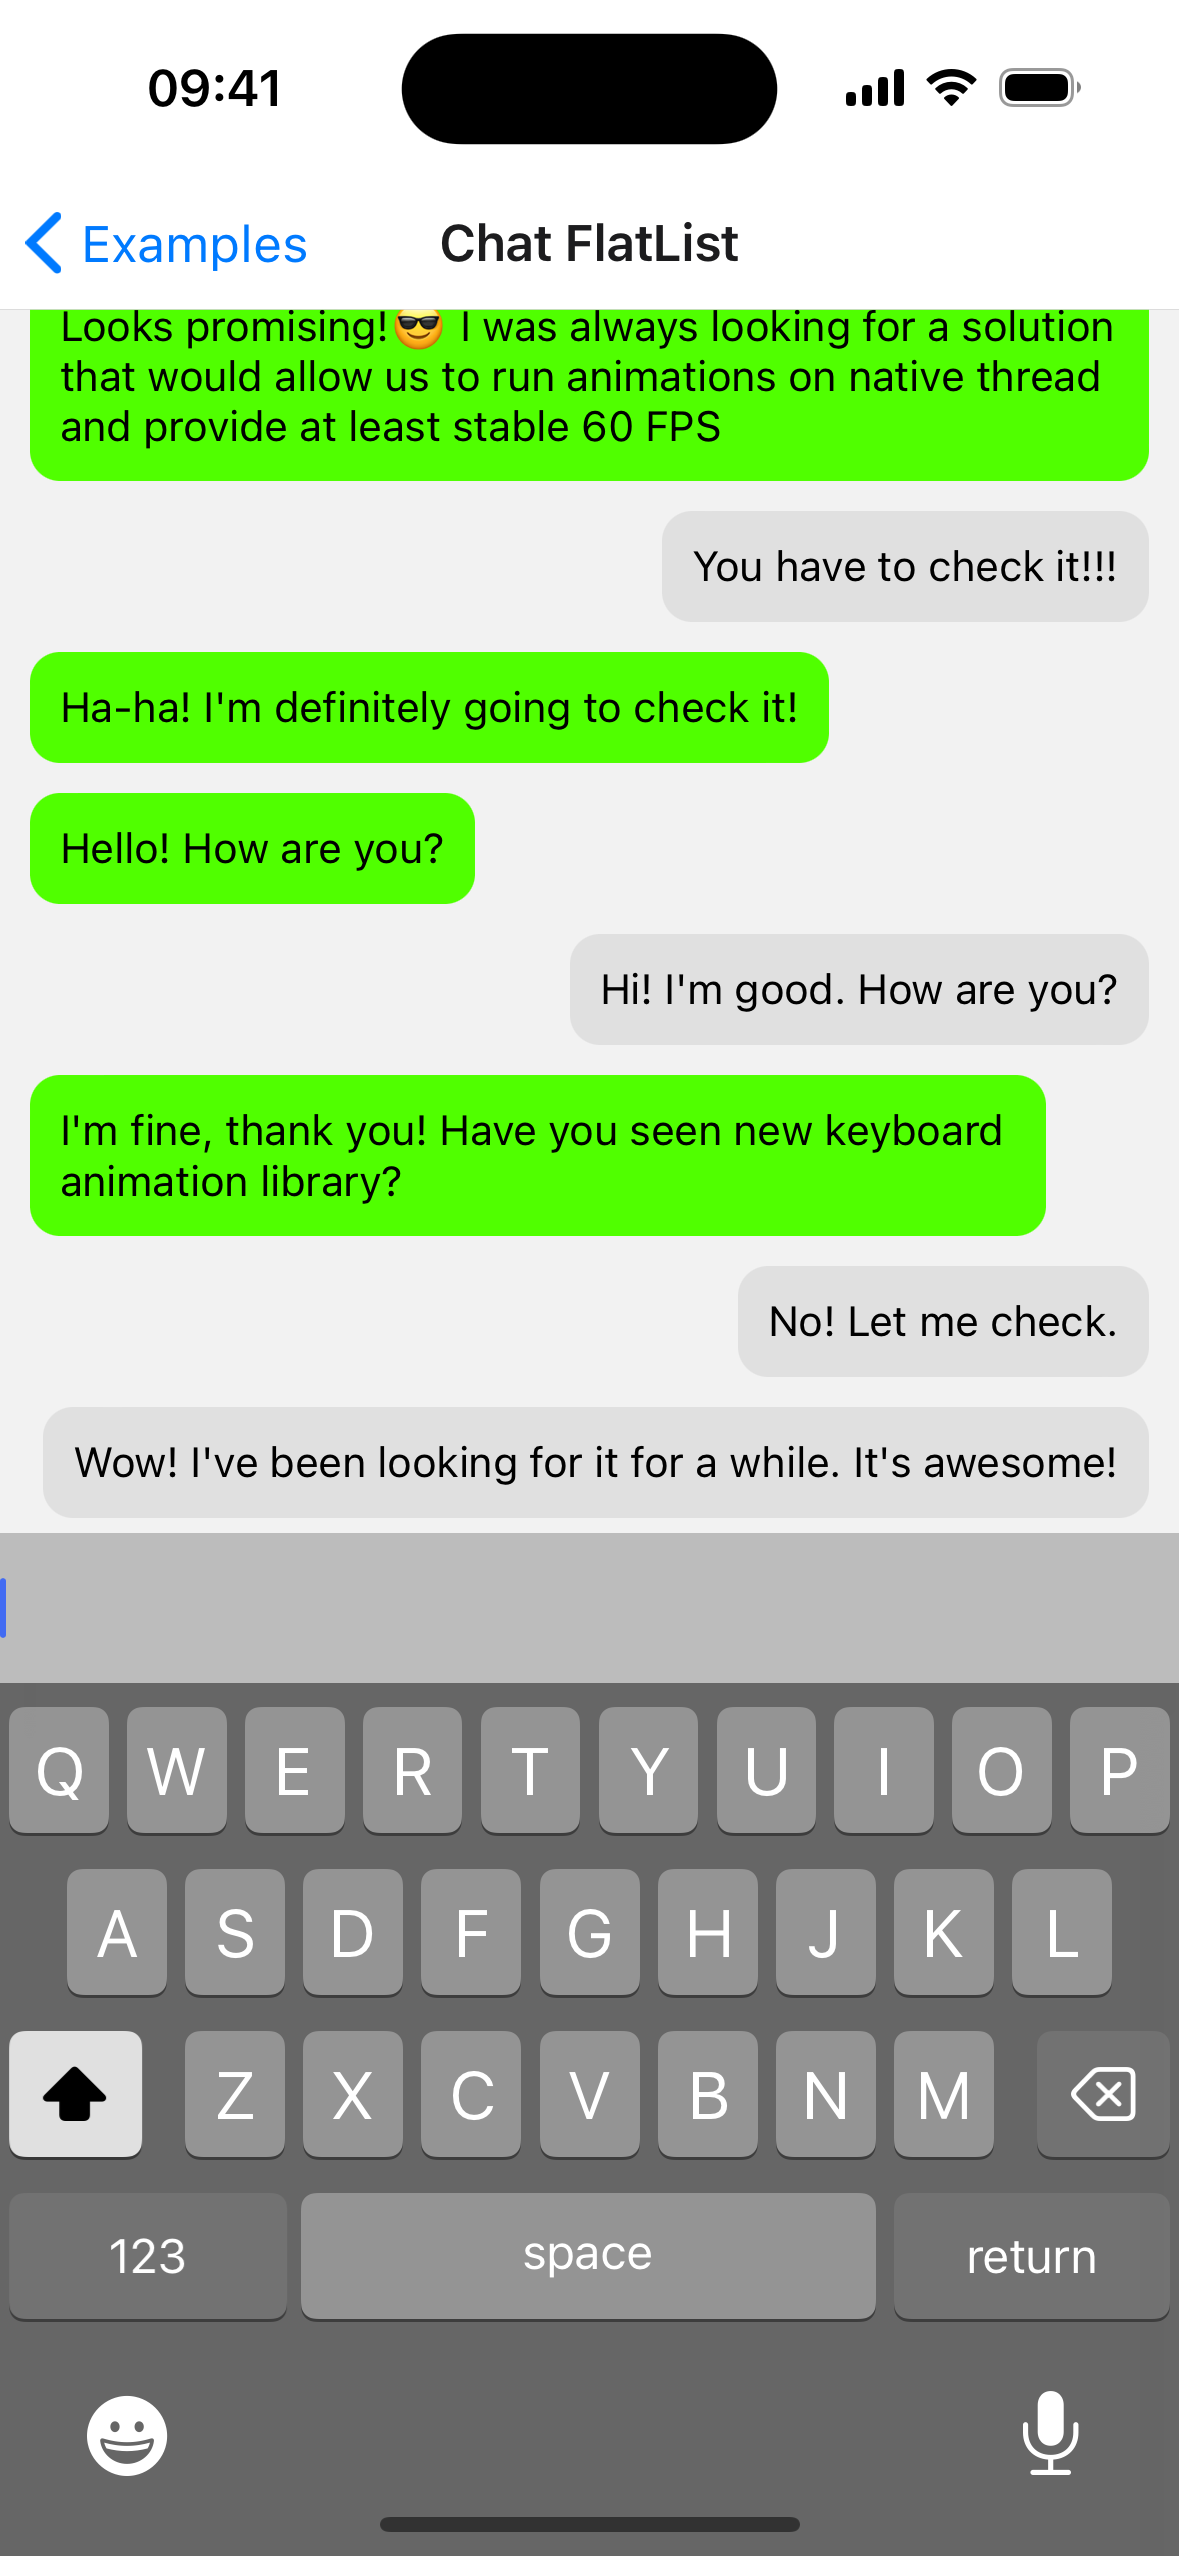 09:41
Examples
Chat FlatList
Looks promising!😎 I was always looking for a solution
that would allow us to run animations on native thread
and provide at least stable 60 FPS
You have to check it!!!
Ha-ha! I'm definitely going to check it!
Hello! How are you?
Hi! I'm good. How are you?
I'm fine, thank you! Have you seen new keyboard
animation library?
No! Let me check.
Wow! I've been looking for it for a while. It's awesome!
Q W E R T Y U I O P
A S D F G H J K L
Z X C V B N M
123 space return